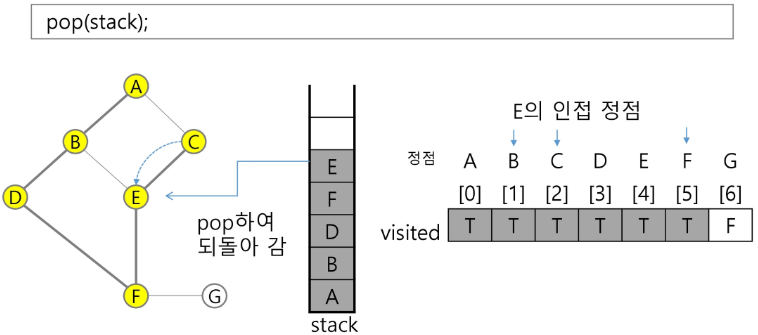 pop(stack);
A
B
C
D
E
F
G
pop하여
되돌아 감
E
F
D
B
A
stack
E의 인접 정점
정점 A B C D E F G
[0] [1] [2] [3] [4] [5] [6]
visited T T T T T T F